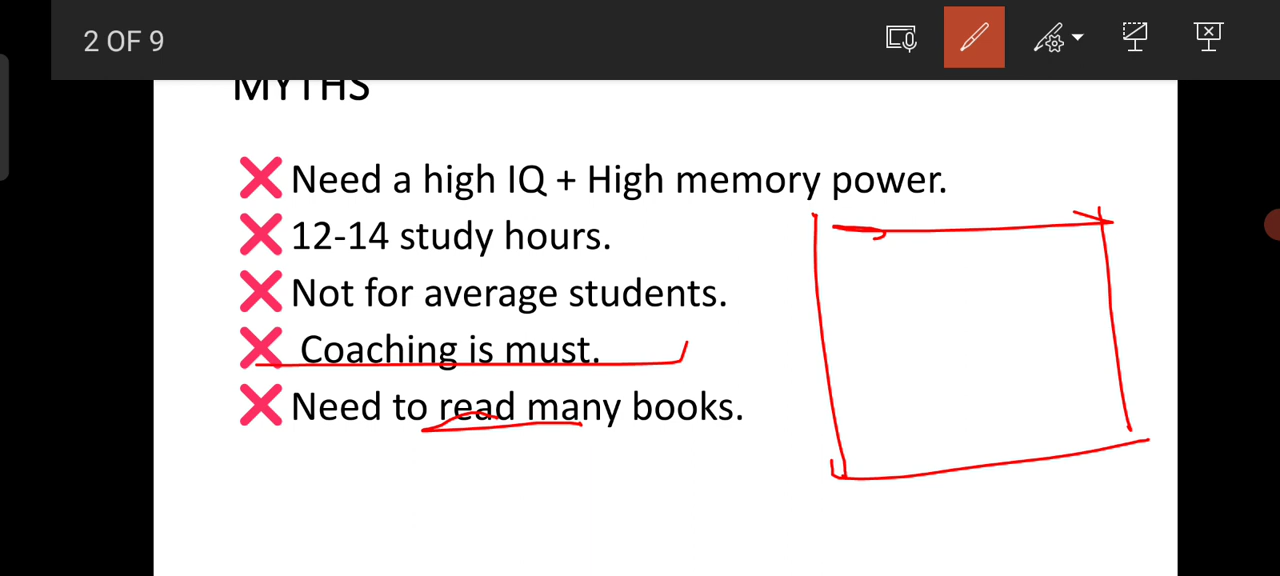 2 OF 9
MYTHS
❌ Need a high IQ + High memory power.
❌ 12-14 study hours.
❌ Not for average students.
❌ Coaching is must.
❌ Need to read many books.